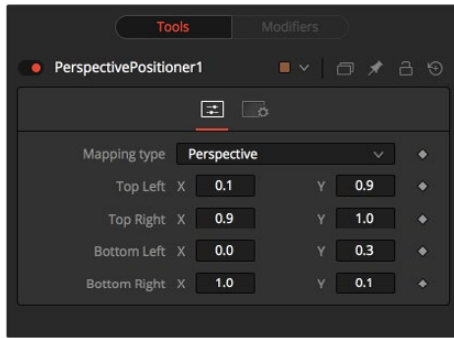 Tools Modifiers
PerspectivePositioner1
Mapping type Perspective
Top Left X 0.1 Y 0.9
Top Right X 0.9 Y 1.0
Bottom Left X 0.0 Y 0.3
Bottom Right X 1.0 Y 0.1